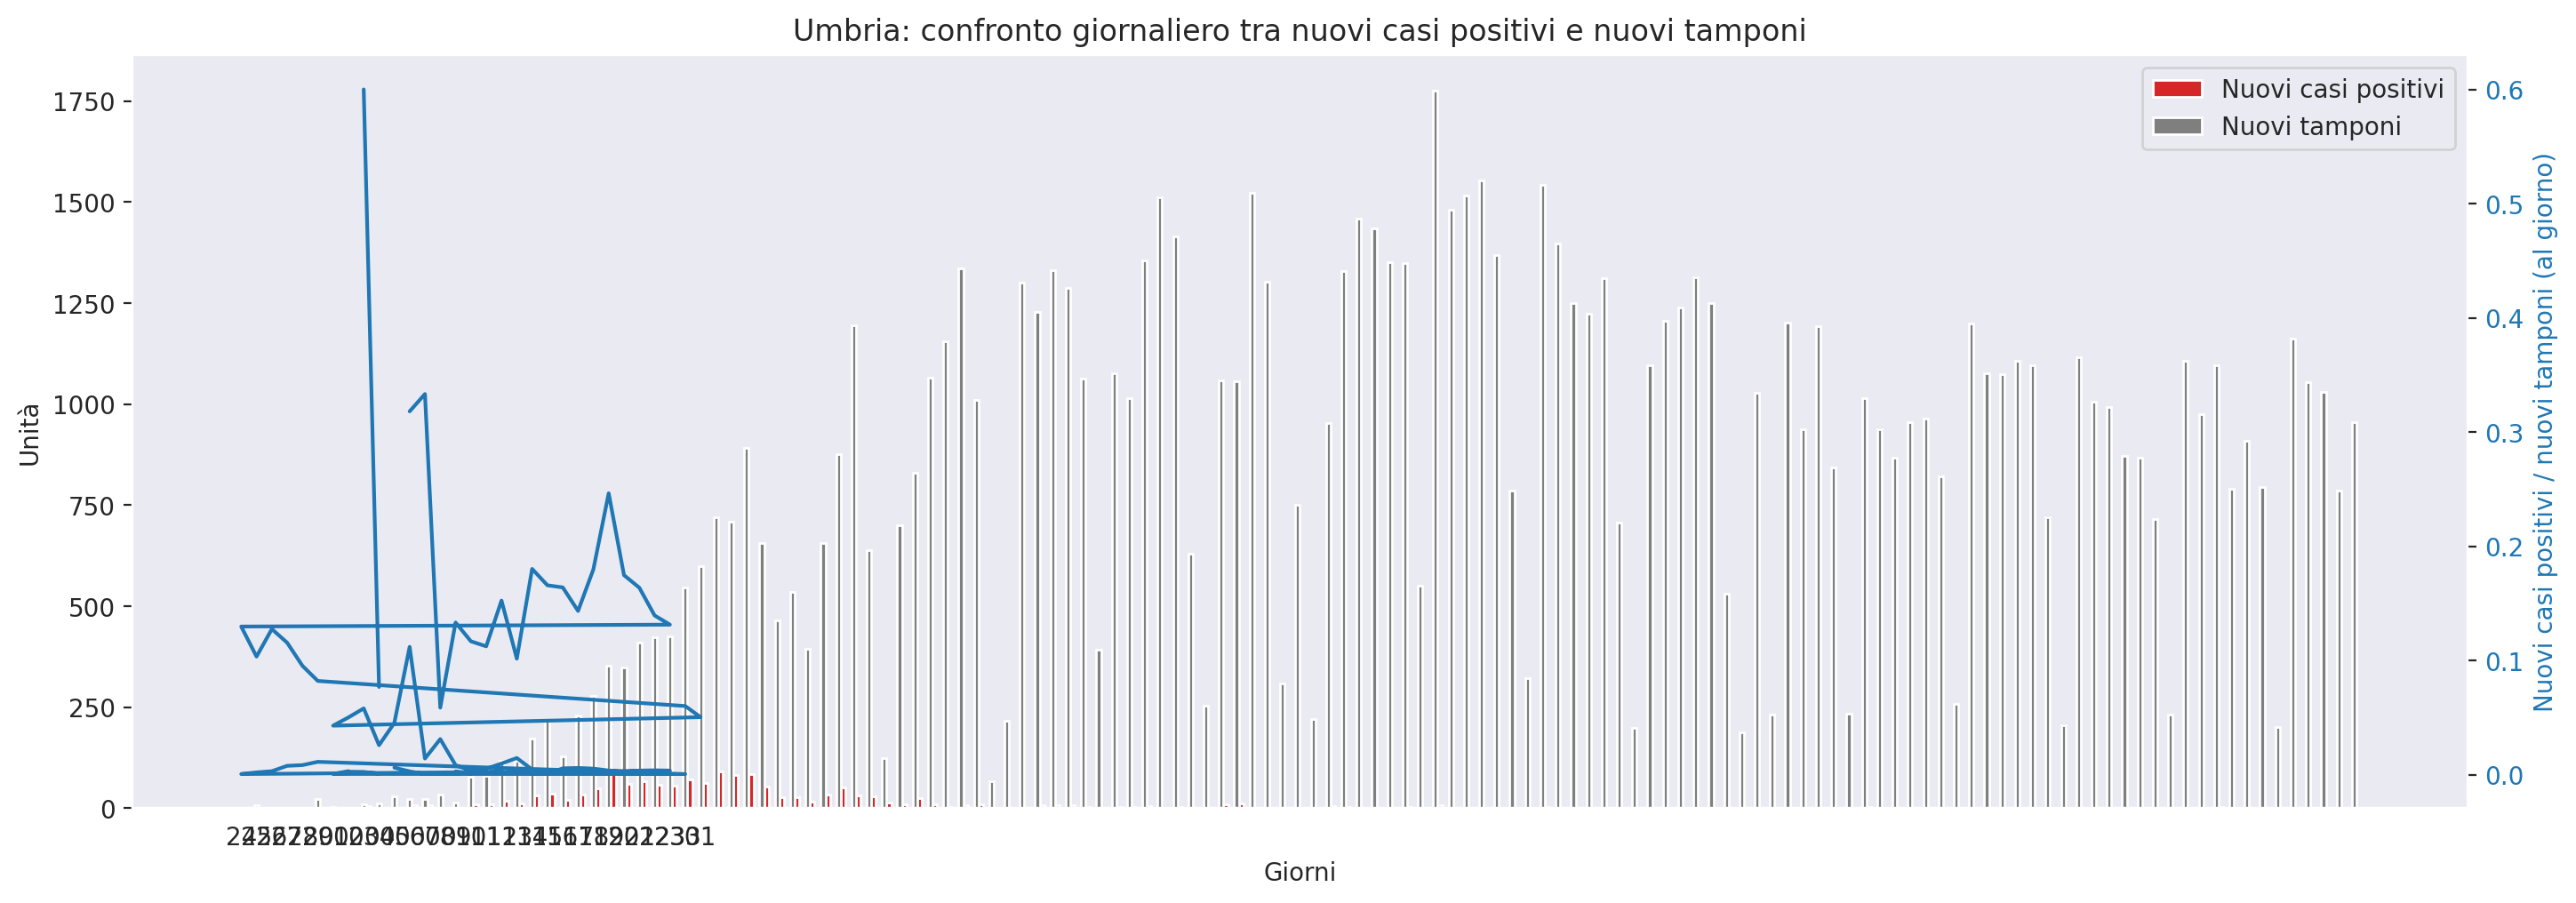 Umbria: confronto giornaliero tra nuovi casi positivi e nuovi tamponi
Nuovi casi positivi
Nuovi tamponi
1750
1500
1250
1000
750
500
250
0
Unità
0.6
0.5
0.4
0.3
0.2
0.1
0.0
Nuovi casi positivi / nuovi tamponi (al giorno)
Giorni